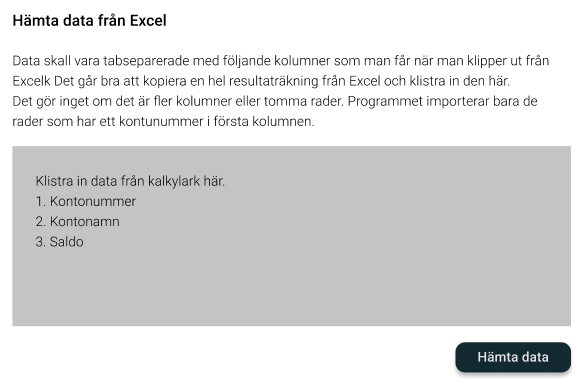 Hämta data från Excel
Data skall vara tabseparerade med följande kolumner som man får när man klipper ut från
Excelk Det går bra att kopiera en hel resultaträkning från Excel och klistra in den här.
Det gör inget om det är fler kolumner eller tomma rader. Programmet importerar bara de
rader som har ett kontunummer i första kolumnen.
Klistra in data från kalkylark här.
1. Kontonummer
2. Kontonamn
3. Saldo
Hämta data